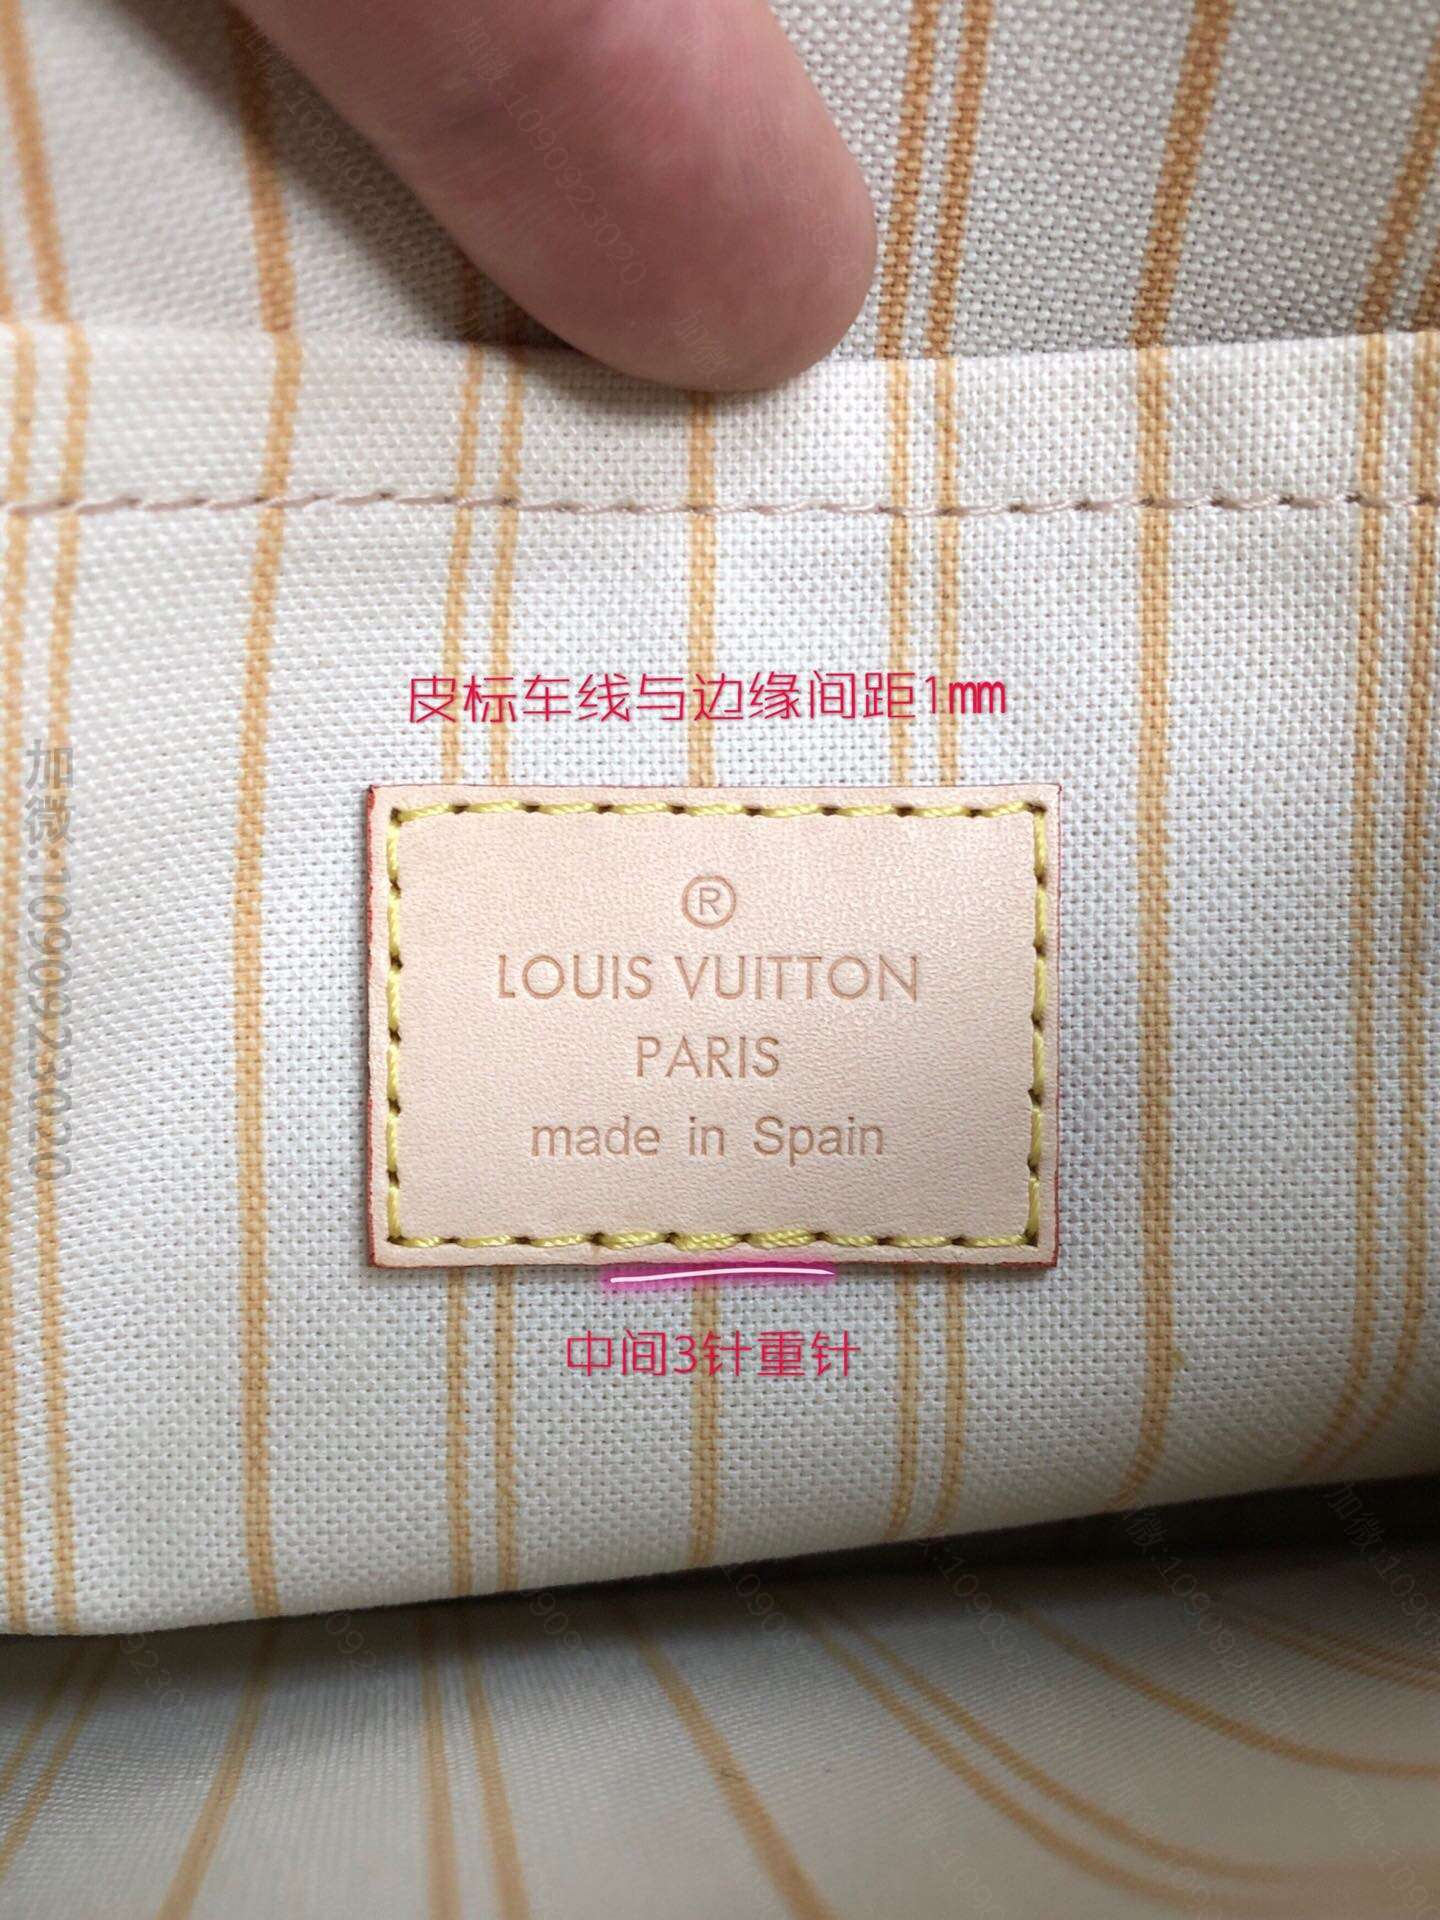 皮标车线与边缘间距1mm
®
LOUIS VUITTON
PARIS
made in Spain
中间3针重针
加微:1090923020